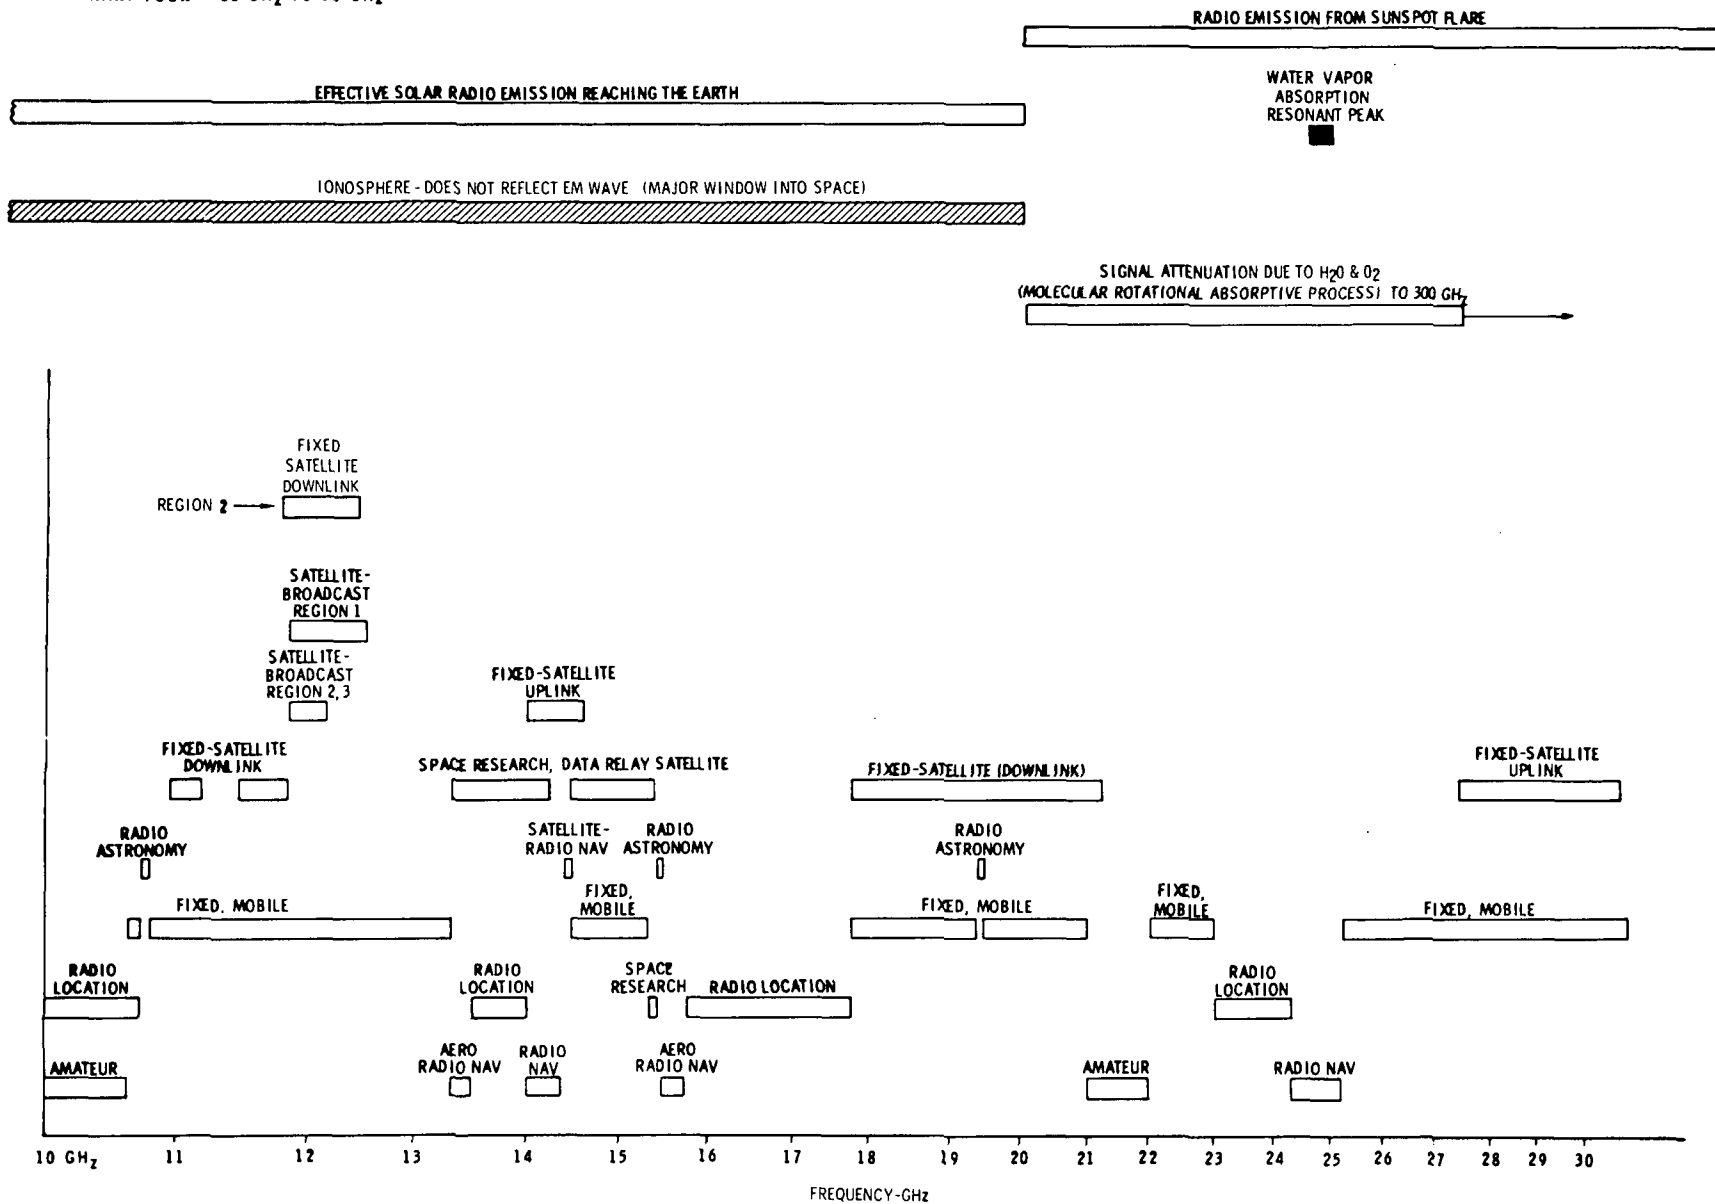 RADIO EMISSION FROM SUNSPOT FLARE
WATER VAPOR
ABSORPTION
RESONANT PEAK
EFFECTIVE SOLAR RADIO EMISSION REACHING THE EARTH
IONOSPHERE - DOES NOT REFLECT EM WAVE (MAJOR WINDOW INTO SPACE)
SIGNAL ATTENUATION DUE TO H2O & O2
(MOLECULAR ROTATIONAL ABSORPTIVE PROCESS) TO 300 GHz
FIXED
SATELLITE
DOWNLINK
REGION 2
SATELLITE-
BROADCAST
REGION 1
SATELLITE-
BROADCAST
REGION 2,3
FIXED-SATELLITE
UPLINK
FIXED-SATELLITE
DOWNLINK
SPACE RESEARCH, DATA RELAY SATELLITE
FIXED-SATELLITE (DOWNLINK)
FIXED-SATELLITE
UPLINK
RADIO
ASTRONOMY
SATELLITE-
RADIO NAV
RADIO
ASTRONOMY
RADIO
ASTRONOMY
FIXED, MOBILE
FIXED,
MOBILE
FIXED, MOBILE
FIXED,
MOBILE
FIXED, MOBILE
RADIO
LOCATION
RADIO
LOCATION
SPACE
RESEARCH
RADIO LOCATION
RADIO
LOCATION
AMATEUR
AERO
RADIO NAV
RADIO
NAV
AERO
RADIO NAV
AMATEUR
RADIO NAV
10 GHz 11 12 13 14 15 16 17 18 19 20 21 22 23 24 25 26 27 28 29 30
FREQUENCY-GHz